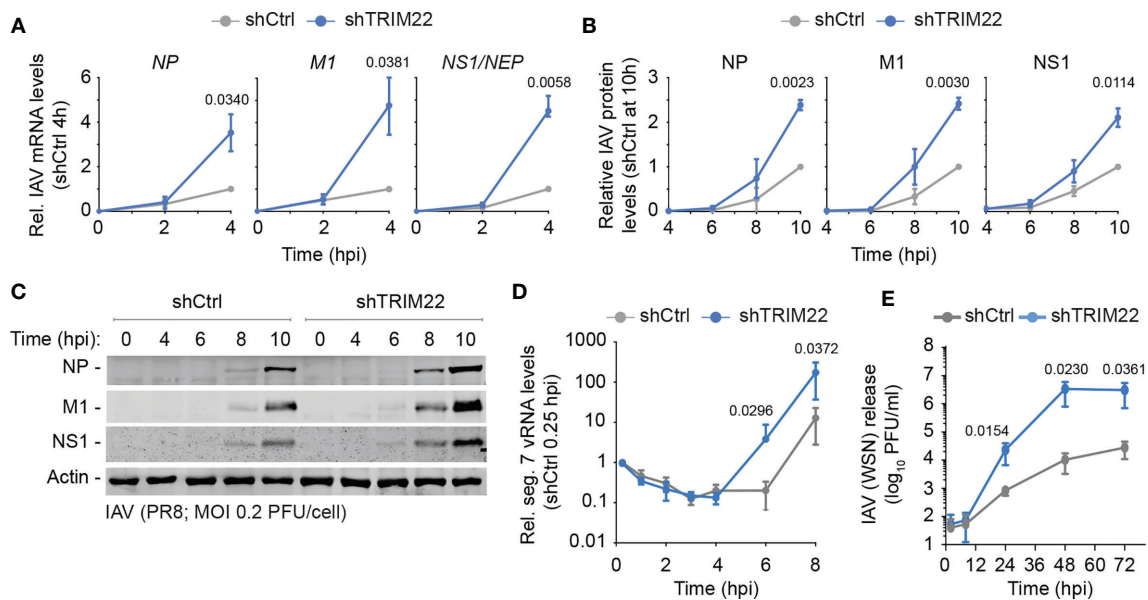 A
shCtrl shTRIM22
NP M1 NS1/NEP
Rel. IAV mRNA levels
(shCtrl 4h)
6
4
2
0
0.0340
0.0381
0.0058
0 2 4 0 2 4 0 2 4
Time (hpi)
B
shCtrl shTRIM22
NP M1 NS1
Relative IAV protein
levels (shCtrl at 10h)
3
2
1
0
0.0023
0.0030
0.0114
4 6 8 10 4 6 8 10 4 6 8 10
Time (hpi)
C
shCtrl shTRIM22
Time (hpi): 0 4 6 8 10 0 4 6 8 10
NP -
M1 -
NS1 -
Actin -
IAV (PR8; MOI 0.2 PFU/cell)
D
shCtrl shTRIM22
Rel. seg. 7 vRNA levels
(shCtrl 0.25 hpi)
1000
100
10
1
0.1
0.01
0.0296
0.0372
0 2 4 6 8
Time (hpi)
E
shCtrl shTRIM22
IAV (WSN) release
(log10 PFU/ml)
8
7
6
5
4
3
2
1
0.0154
0.0230
0.0361
0 12 24 36 48 60 72
Time (hpi)